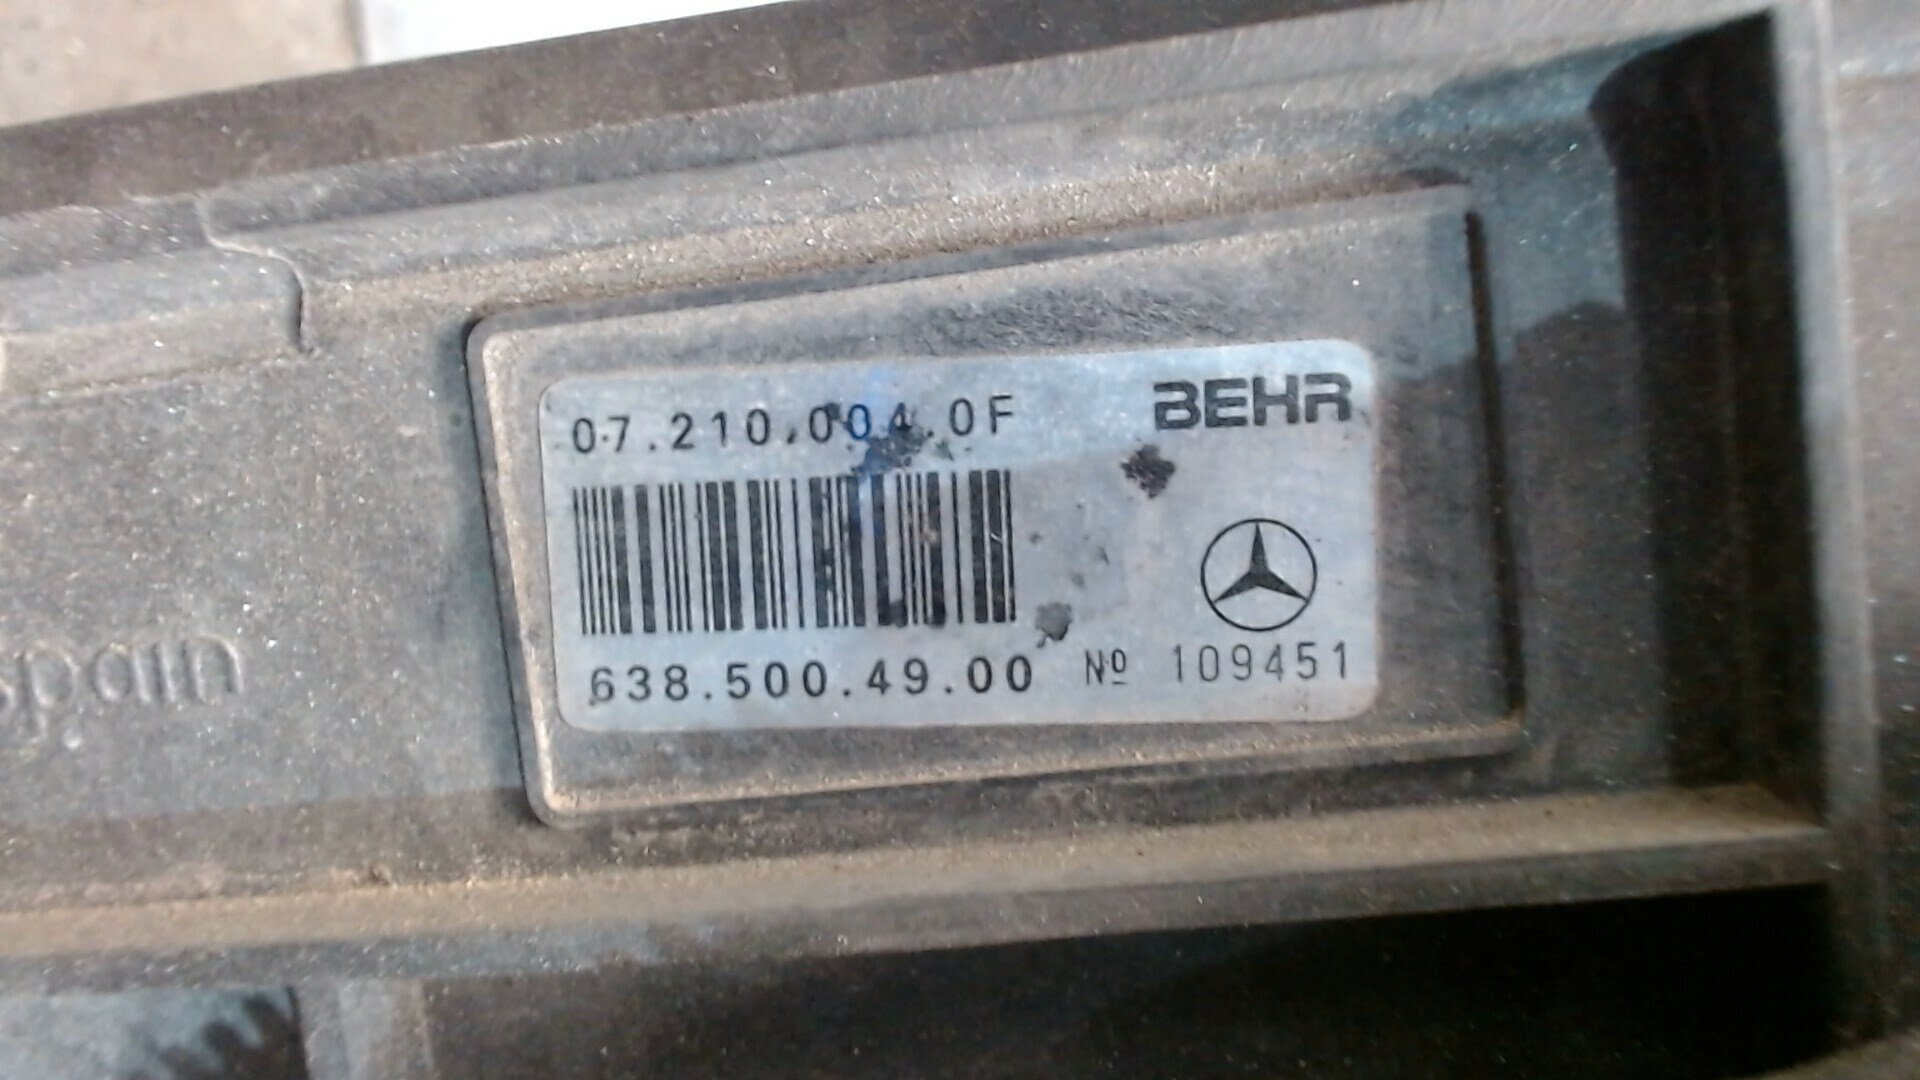 07.210.004.0F
BEHR
638.500.49.00 Nº 109451
spain